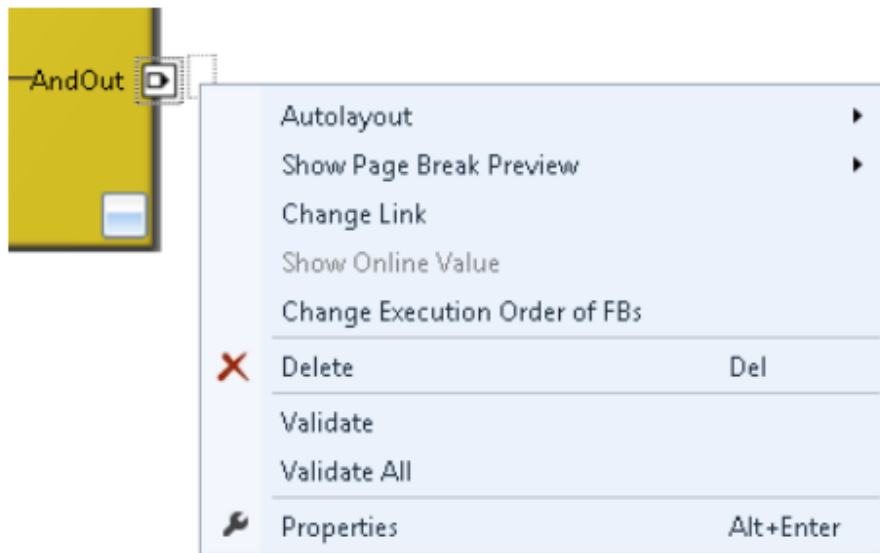 AndOut
Autolayout
Show Page Break Preview
Change Link
Show Online Value
Change Execution Order of FBs
Delete Del
Validate
Validate All
Properties Alt+Enter